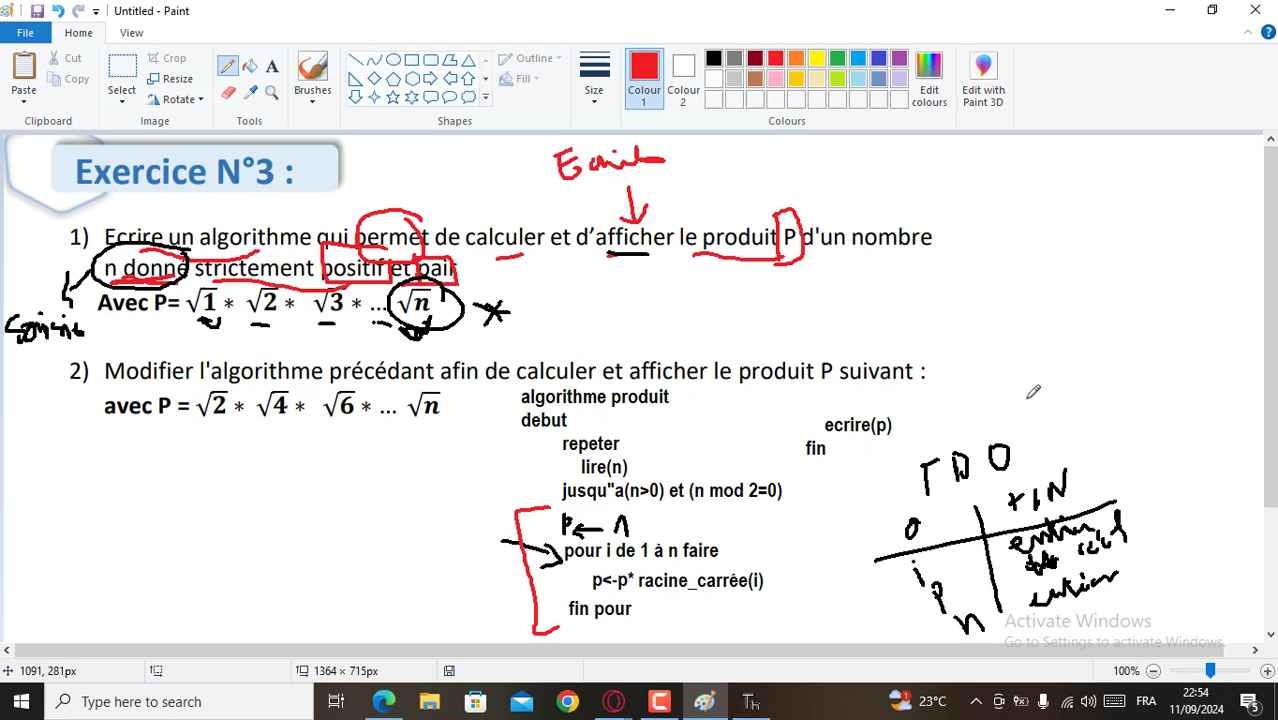 Untitled - Paint
File Home View
Paste
Cut
Copy
Clipboard
Select
Crop
Resize
Rotate
Image
Tools
Brushes
Shapes
Outline
Fill
Size
Colour 1
Colour 2
Colours
Edit colours
Edit with Paint 3D
Exercice N°3 :
1) Ecrire un algorithme qui permet de calculer et d’afficher le produit P d'un nombre
n donne strictement positif et pair
Avec P= √1 * √2 * √3 * ... √n
2) Modifier l'algorithme précédant afin de calculer et afficher le produit P suivant :
avec P = √2 * √4 * √6 * ... √n
algorithme produit
debut
repeter
lire(n)
jusqu"a(n>0) et (n mod 2=0)
P ← 1
pour i de 1 à n faire
p<-p* racine_carrée(i)
fin pour
ecrire(p)
fin
T D O
O T/N
i
p réel
n
Activate Windows
Go to Settings to activate Windows.
1091, 281px
1364 × 715px
100%
Type here to search
1
23°C
FRA
22:54
11/09/2024
5